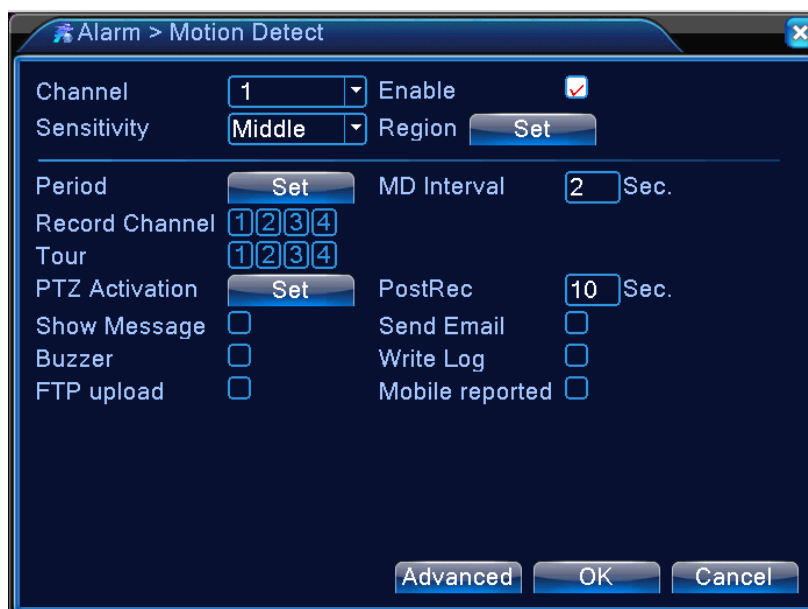 Alarm > Motion Detect
Channel 1 Enable
Sensitivity Middle Region Set
Period Set MD Interval 2 Sec.
Record Channel 1 2 3 4
Tour 1 2 3 4
PTZ Activation Set PostRec 10 Sec.
Show Message Send Email
Buzzer Write Log
FTP upload Mobile reported
Advanced OK Cancel